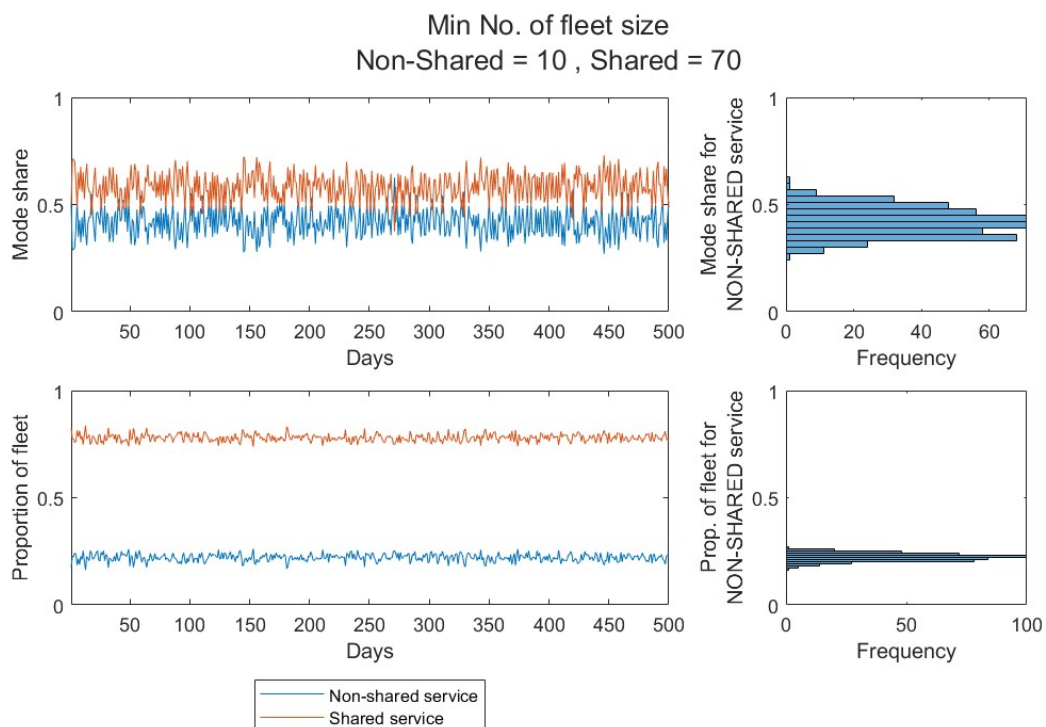 Min No. of fleet size
Non-Shared = 10 , Shared = 70
Mode share
1
0.5
0
50 100 150 200 250 300 350 400 450 500
Days
Mode share for
NON-SHARED service
1
0.5
0
0 20 40 60
Frequency
Proportion of fleet
1
0.5
0
50 100 150 200 250 300 350 400 450 500
Days
Prop. of fleet for
NON-SHARED service
1
0.5
0
0 50 100
Frequency
Non-shared service
Shared service